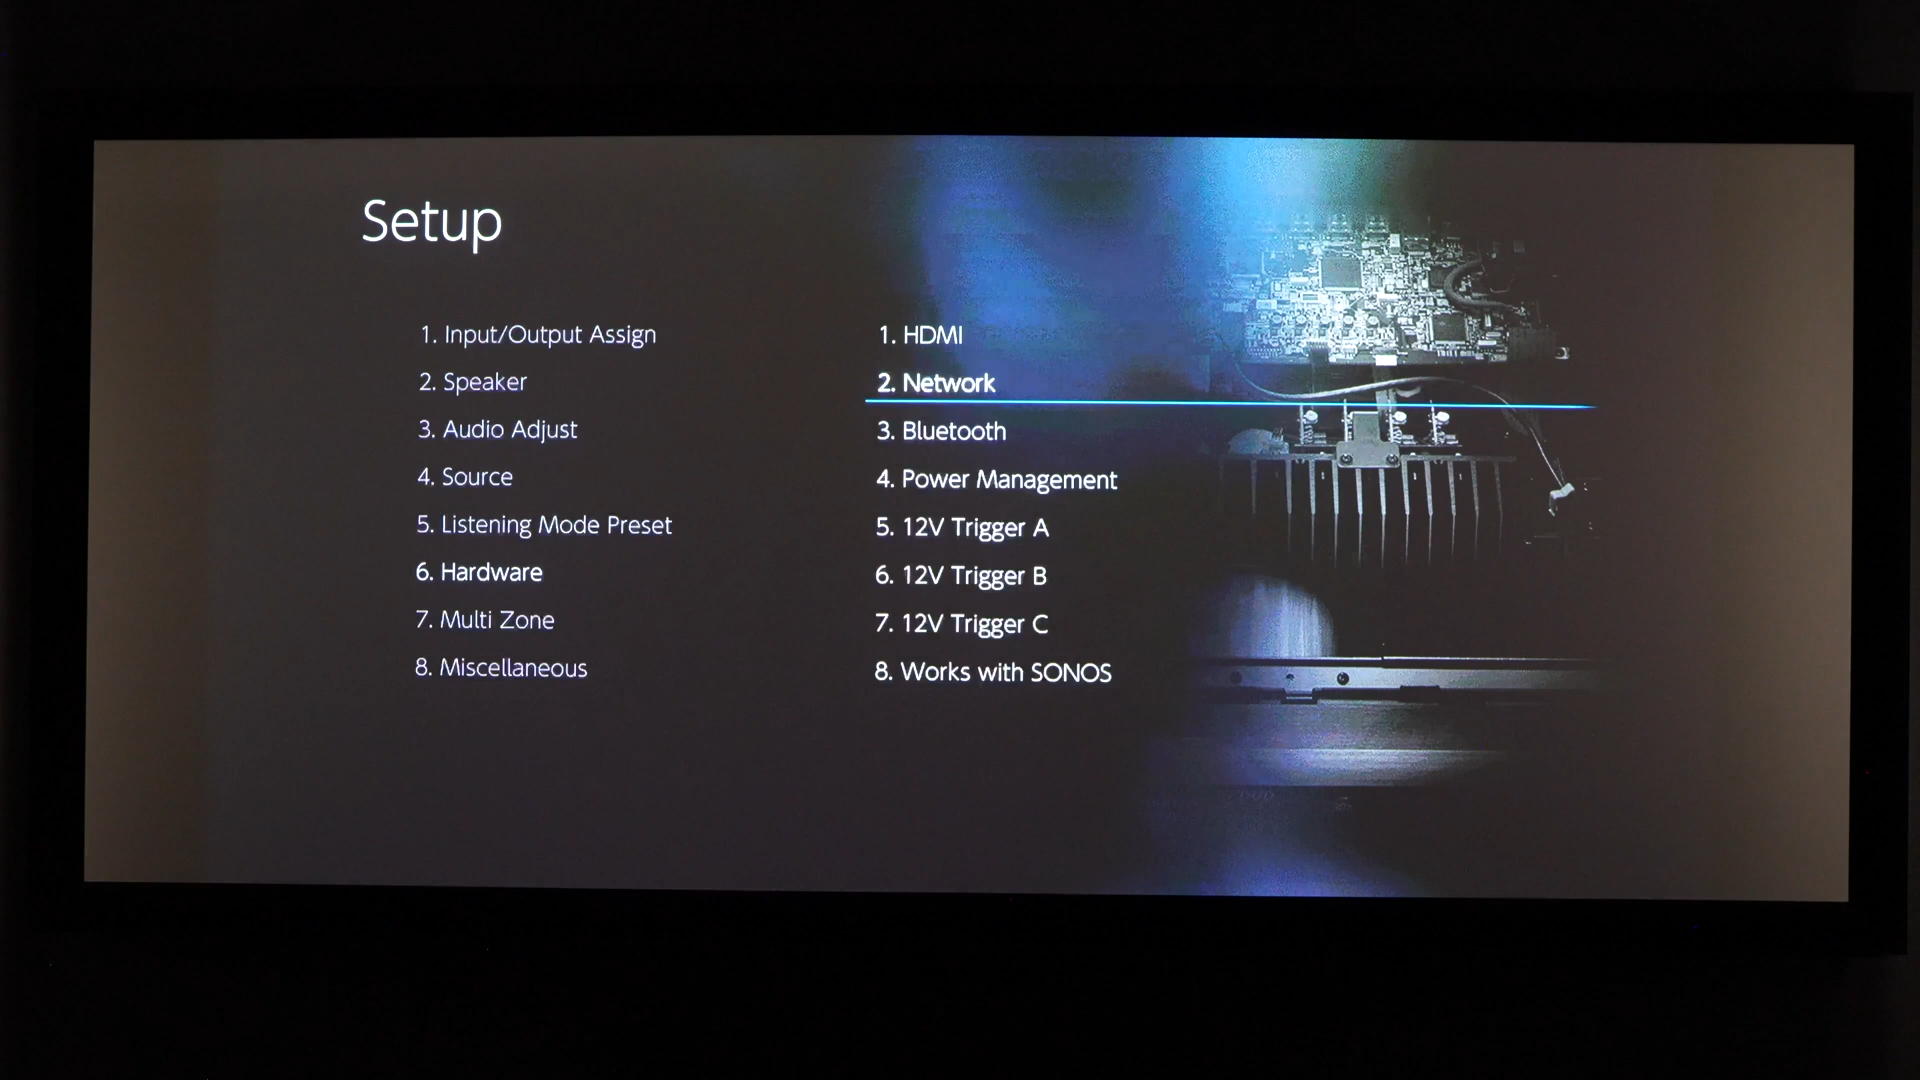 Setup
1. Input/Output Assign
2. Speaker
3. Audio Adjust
4. Source
5. Listening Mode Preset
6. Hardware
7. Multi Zone
8. Miscellaneous
1. HDMI
2. Network
3. Bluetooth
4. Power Management
5. 12V Trigger A
6. 12V Trigger B
7. 12V Trigger C
8. Works with SONOS